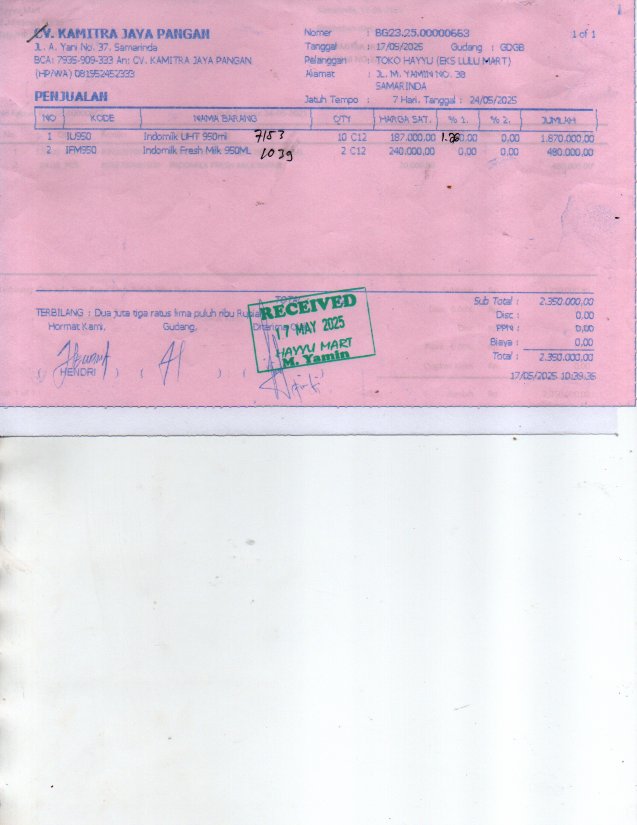 CV. KAMITRA JAYA PANGAN
JL. A. Yani No. 37. Samarinda
BCA: 7935-909-333 An: CV. KAMITRA JAYA PANGAN
(HP/WA) 081952452333
PENJUALAN
Nomer : BG23.25.00000663 1 of 1
Tanggal : 17/05/2025 Gudang : GDGB
Pelanggan : TOKO HAYYU (EKS LULU MART)
Alamat : JL. M. YAMIN NO. 38
SAMARINDA
Jatuh Tempo : 7 Hari. Tanggal : 24/05/2025
NO KODE NAMA BARANG QTY HARGA SAT. % 1. % 2. JUMLAH
1 IU950 Indomilk UHT 950ml 7153 10 C12 187.000,00 0,00 1.870.000,00
2 IFM950 Indomilk Fresh Milk 950ML 1039 2 C12 240.000,00 0,00 0,00 480.000,00
TERBILANG : Dua juta tiga ratus lima puluh ribu Rupiah
Hormat Kami, Gudang,
HENDRI
RECEIVED
17 MAY 2025
HAYYU MART
M. Yamin
Sub Total : 2.350.000,00
Disc : 0,00
PPN : 0,00
Biaya : 0,00
Total : 2.350.000,00
17/05/2025 10:39:36